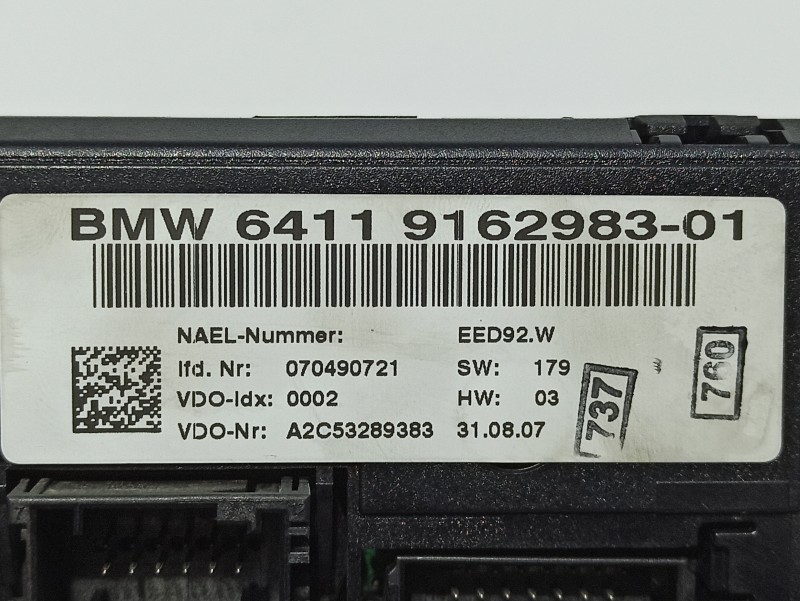 BMW 6411 9162983-01
NAEL-Nummer: EED92.W
lfd. Nr: 070490721 SW: 179
VDO-Idx: 0002 HW: 03
VDO-Nr: A2C53289383 31.08.07
737
760